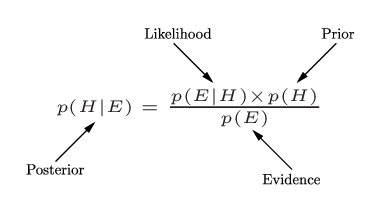 Likelihood Prior
p(H|E) = p(E|H)×p(H) / p(E)
Posterior
Evidence